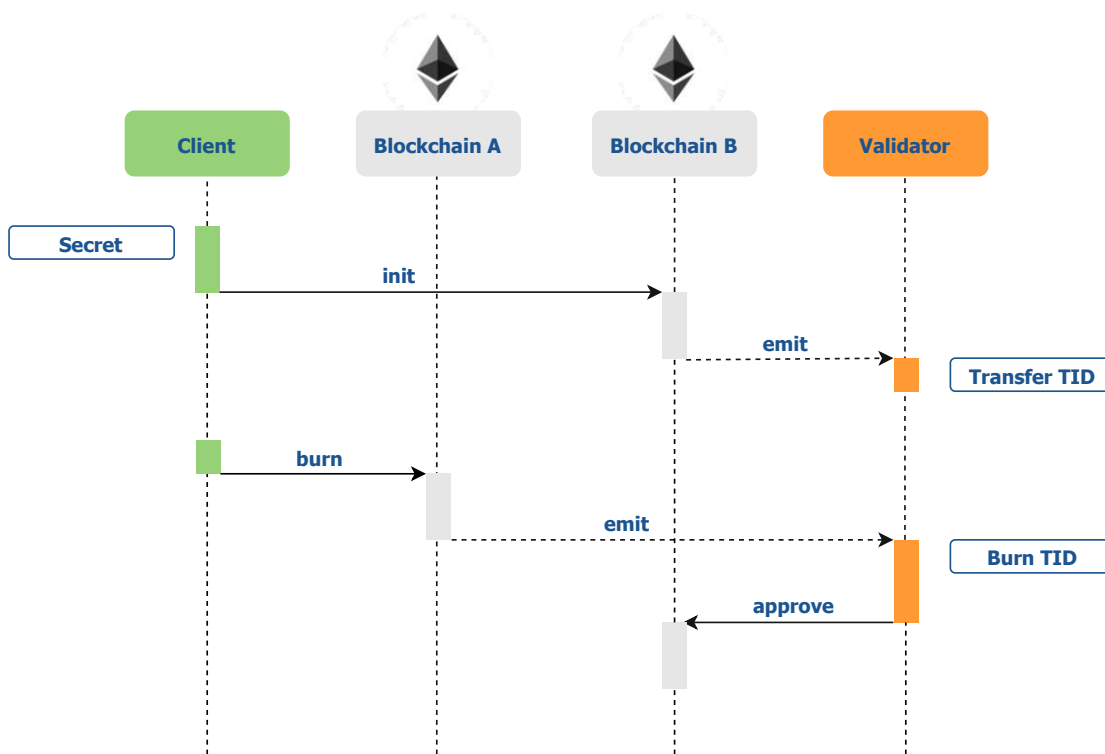 Client
Blockchain A
Blockchain B
Validator
Secret
init
emit
Transfer TID
burn
emit
Burn TID
approve